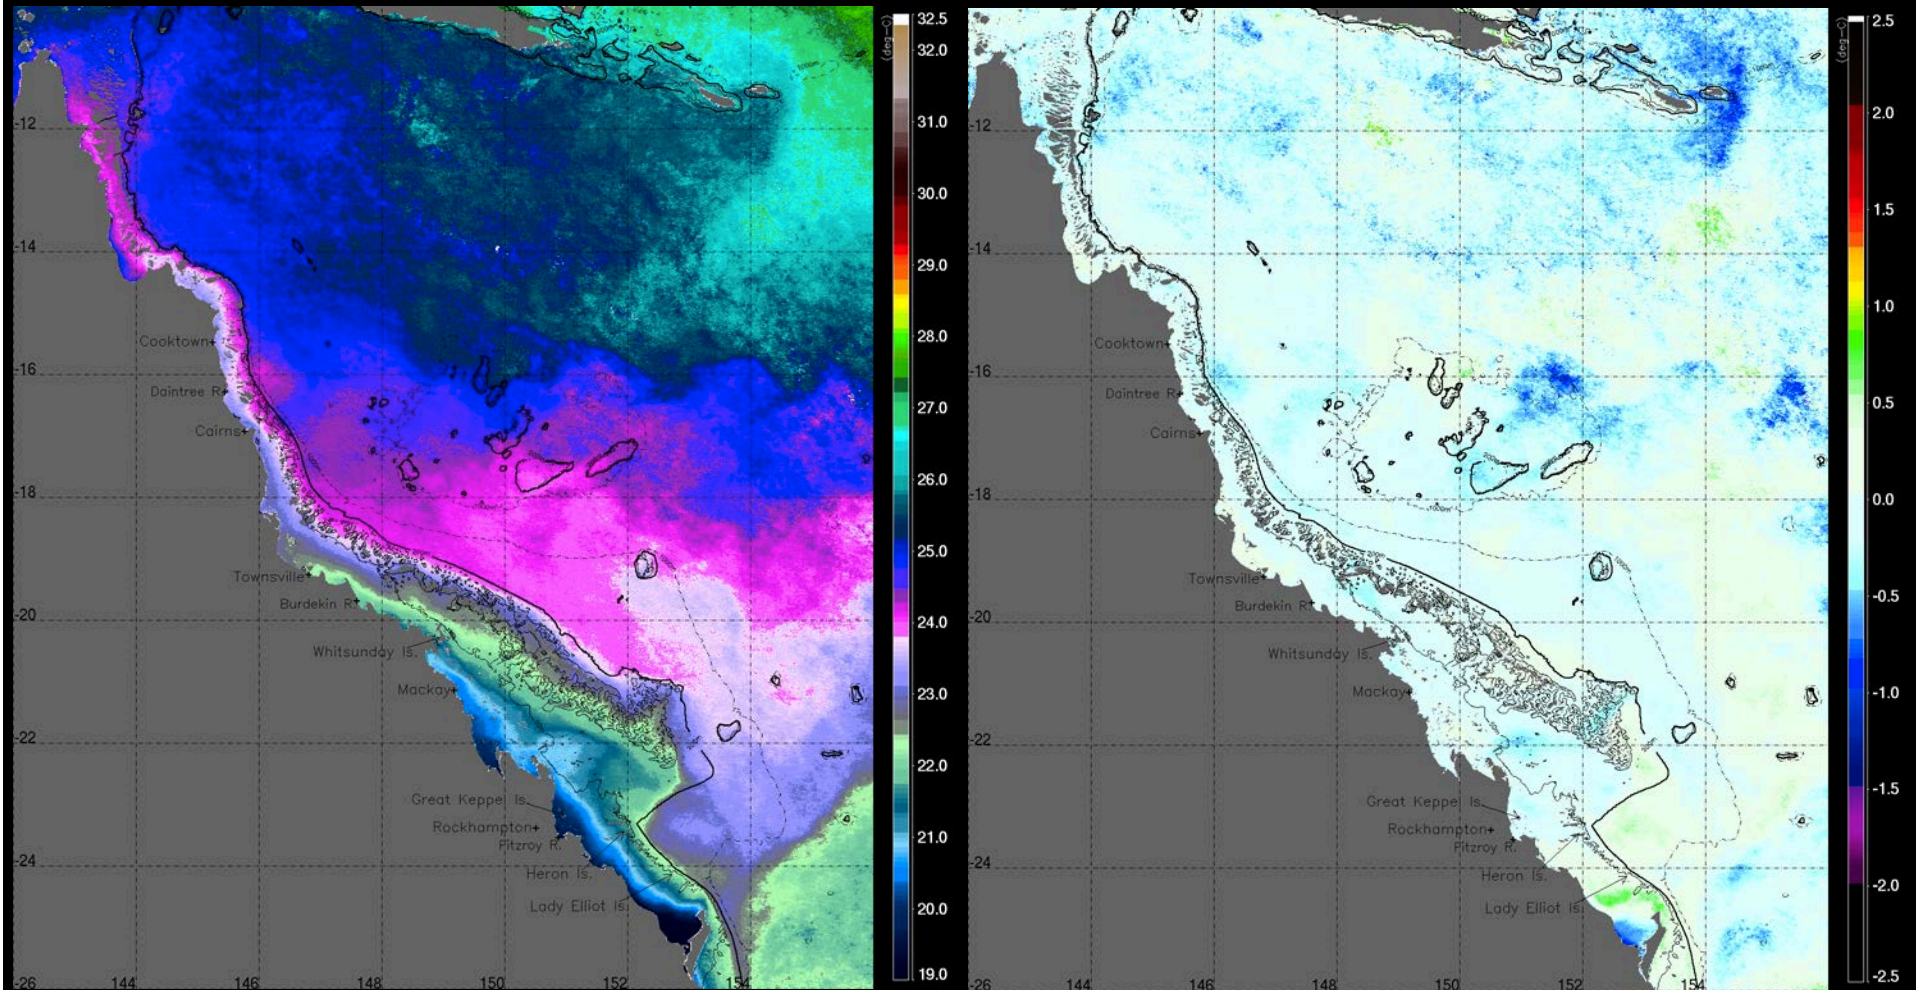 -12
-14
-16
-18
-20
-22
-24
-26
144
146
148
150
152
154
Cooktown
Daintree R
Cairns
Townsville
Burdekin R
Whitsunday Is.
Mackay
Great Keppel Is.
Rockhampton
Fitzroy R.
Heron Is.
Lady Elliot Is.
(deg-C)
32.5
32.0
31.0
30.0
29.0
28.0
27.0
26.0
25.0
24.0
23.0
22.0
21.0
20.0
19.0
-12
-14
-16
-18
-20
-22
-24
-26
144
146
148
150
152
154
Cooktown
Daintree R
Cairns
Townsville
Burdekin R.
Whitsunday Is.
Mackay
Great Keppel Is.
Rockhampton
Fitzroy R.
Heron Is.
Lady Elliot Is.
(deg-C)
2.5
2.0
1.5
1.0
0.5
0.0
-0.5
-1.0
-1.5
-2.0
-2.5